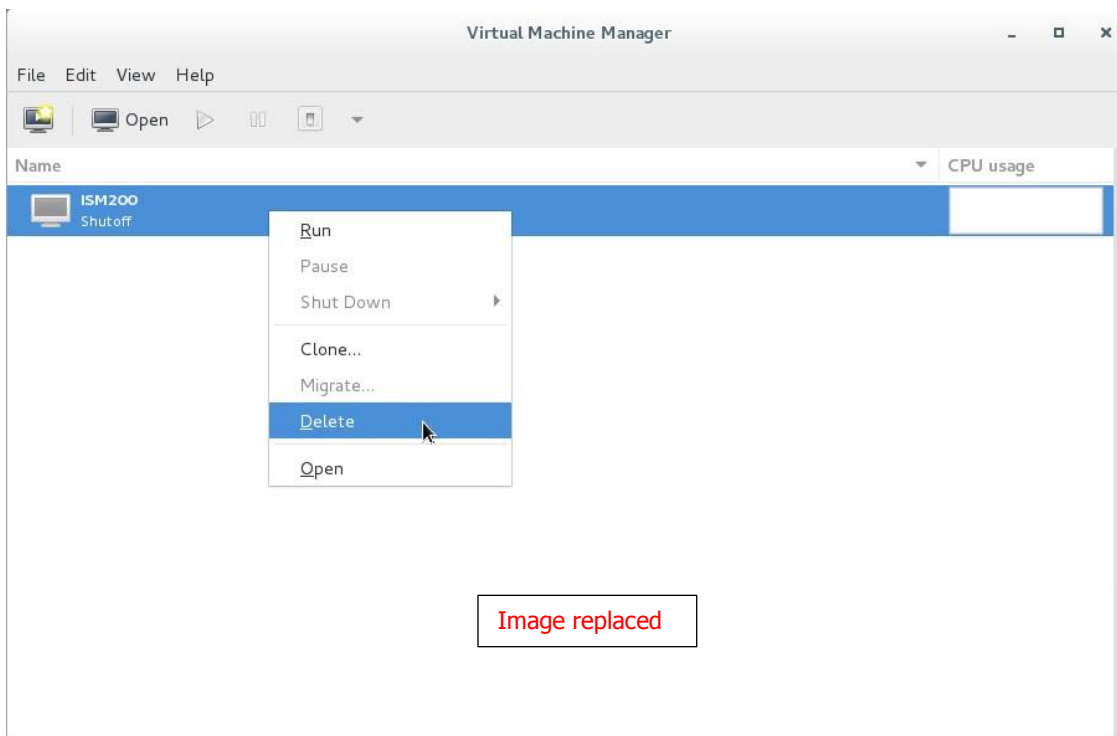 Virtual Machine Manager
File Edit View Help
Open
Name CPU usage
ISM200
Shutoff
Run
Pause
Shut Down
Clone...
Migrate...
Delete
Open
Image replaced